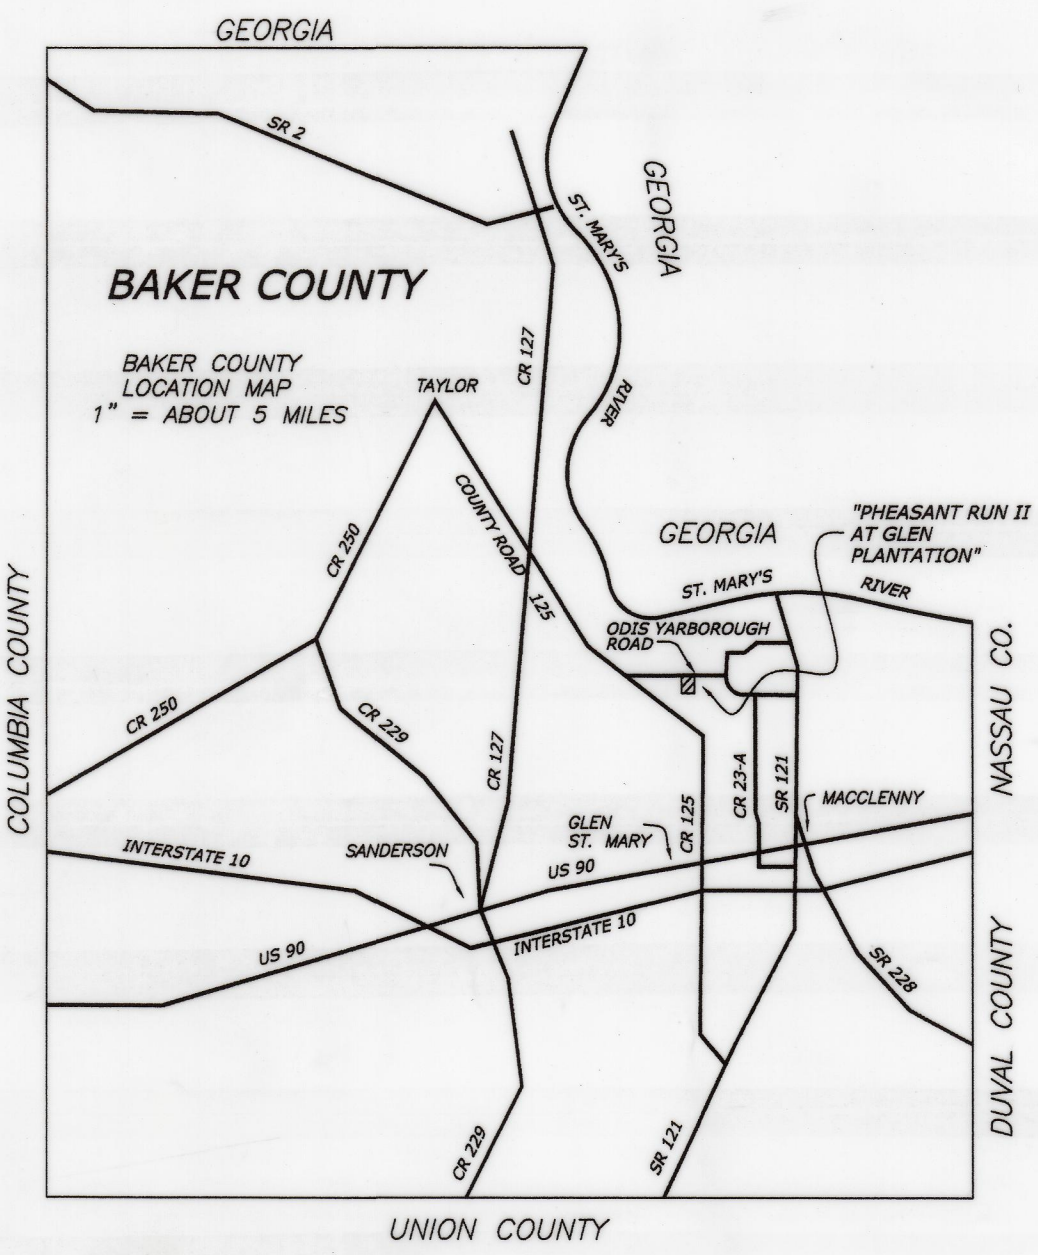 GEORGIA
SR 2
GEORGIA
ST. MARY'S
RIVER
BAKER COUNTY
BAKER COUNTY
LOCATION MAP
1" = ABOUT 5 MILES
CR 127
TAYLOR
COUNTY ROAD 125
CR 250
GEORGIA
"PHEASANT RUN II
AT GLEN
PLANTATION"
ST. MARY'S
RIVER
ODIS YARBOROUGH
ROAD
COLUMBIA COUNTY
NASSAU CO.
CR 250
CR 229
CR 127
CR 23-A
SR 121
CR 125
MACCLENNY
GLEN
ST. MARY
INTERSTATE 10
SANDERSON
US 90
INTERSTATE 10
US 90
SR 228
DUVAL COUNTY
CR 229
SR 121
UNION COUNTY